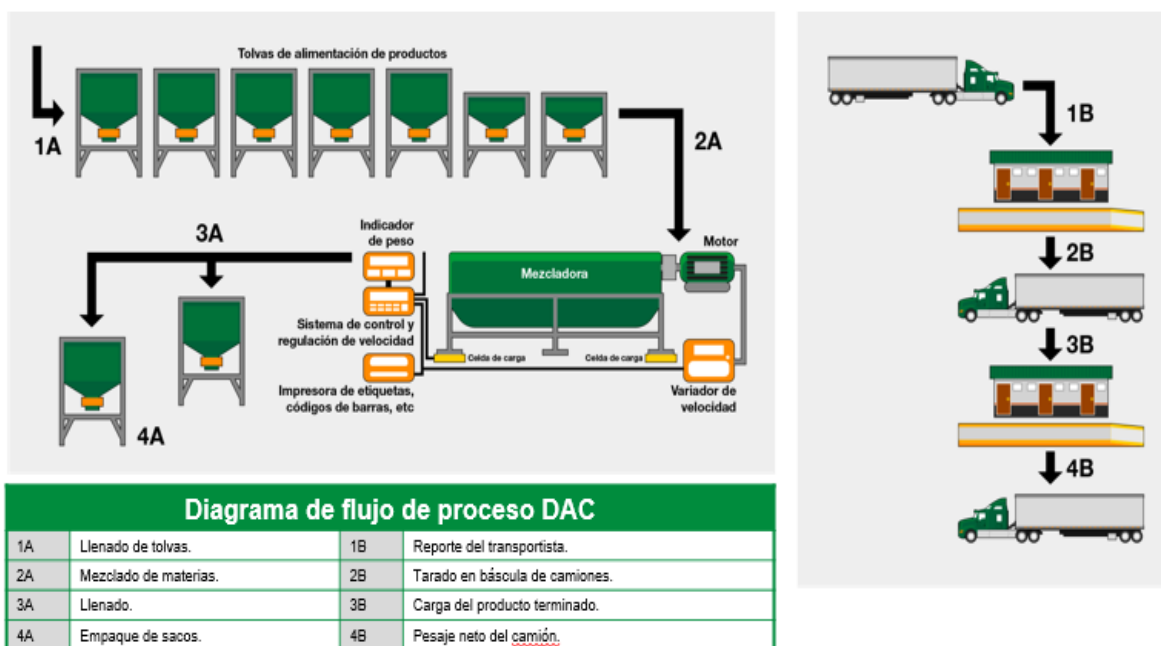 Tolvas de alimentación de productos
1A
2A
3A
Indicador
de peso
Mezcladora
Motor
Sistema de control y
regulación de velocidad
Celda de carga
Celda de carga
Impresora de etiquetas,
códigos de barras, etc
Variador de
velocidad
4A
1B
2B
3B
4B
Diagrama de flujo de proceso DAC
1A Llenado de tolvas. 1B Reporte del transportista.
2A Mezclado de materias. 2B Tarado en báscula de camiones.
3A Llenado. 3B Carga del producto terminado.
4A Empaque de sacos. 4B Pesaje neto del camión.